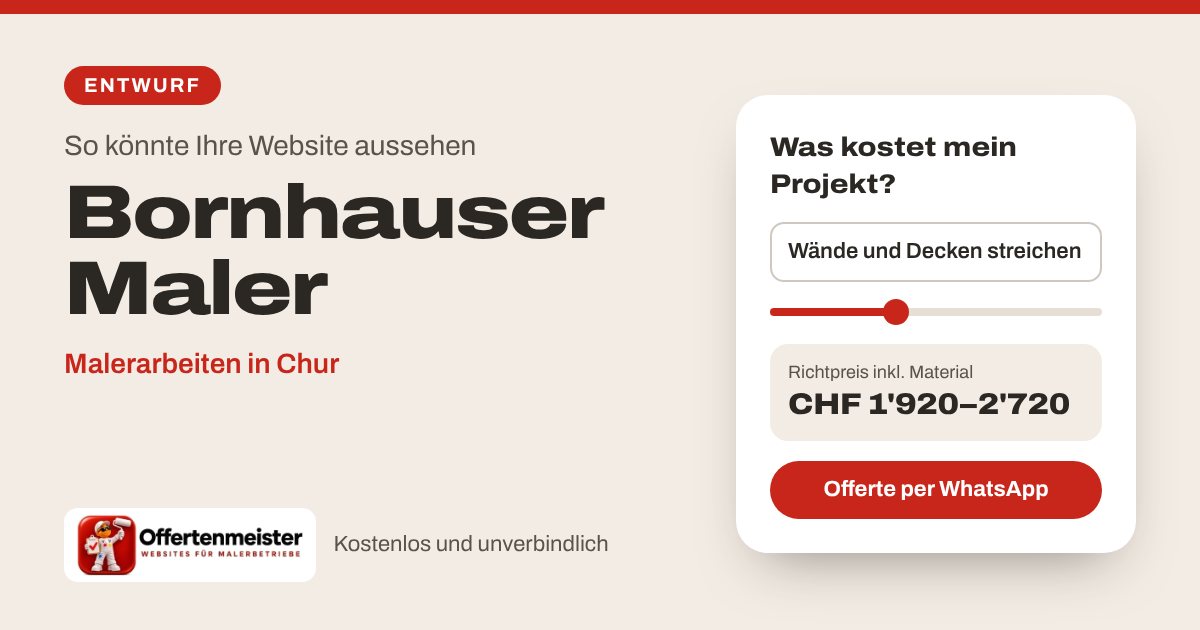 ENTWURF
So könnte Ihre Website aussehen
Bornhauser
Maler
Malerarbeiten in Chur
Offertenmeister
WEBSITES FÜR MALERBETRIEBE
Kostenlos und unverbindlich
Was kostet mein
Projekt?
Wände und Decken streichen
Richtpreis inkl. Material
CHF 1'920–2'720
Offerte per WhatsApp